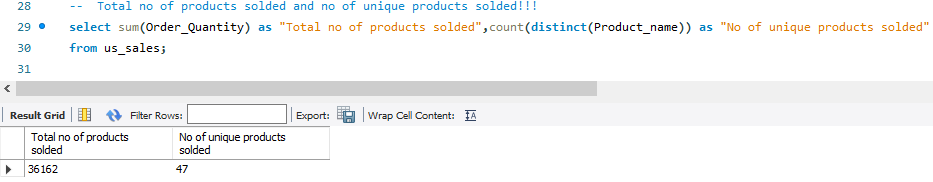 28 -- Total no of products solded and no of unique products solded!!!
29 select sum(Order_Quantity) as "Total no of products solded",count(distinct(Product_name)) as "No of unique products solded"
30 from us_sales;
31
Result Grid Filter Rows: Export: Wrap Cell Content: IA
Total no of products No of unique products
solded solded
36162 47